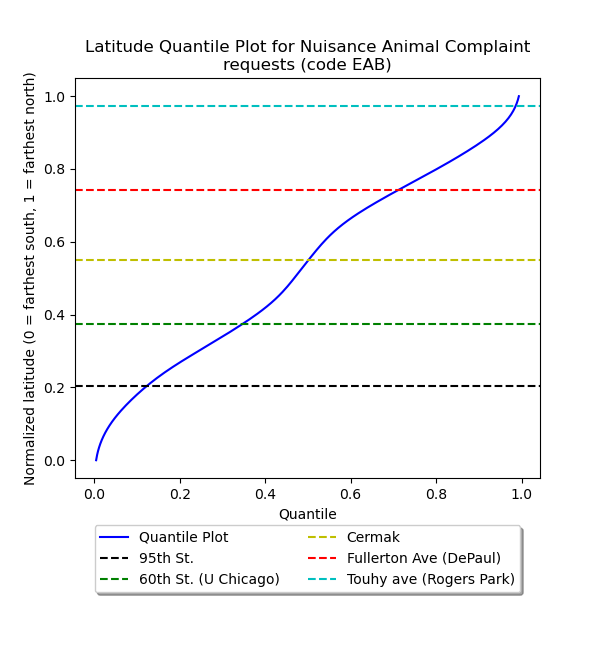 Latitude Quantile Plot for Nuisance Animal Complaint
requests (code EAB)
Normalized latitude (0 = farthest south, 1 = farthest north)
1.0
0.8
0.6
0.4
0.2
0.0
0.0 0.2 0.4 0.6 0.8 1.0
Quantile
Quantile Plot
95th St.
60th St. (U Chicago)
Cermak
Fullerton Ave (DePaul)
Touhy ave (Rogers Park)